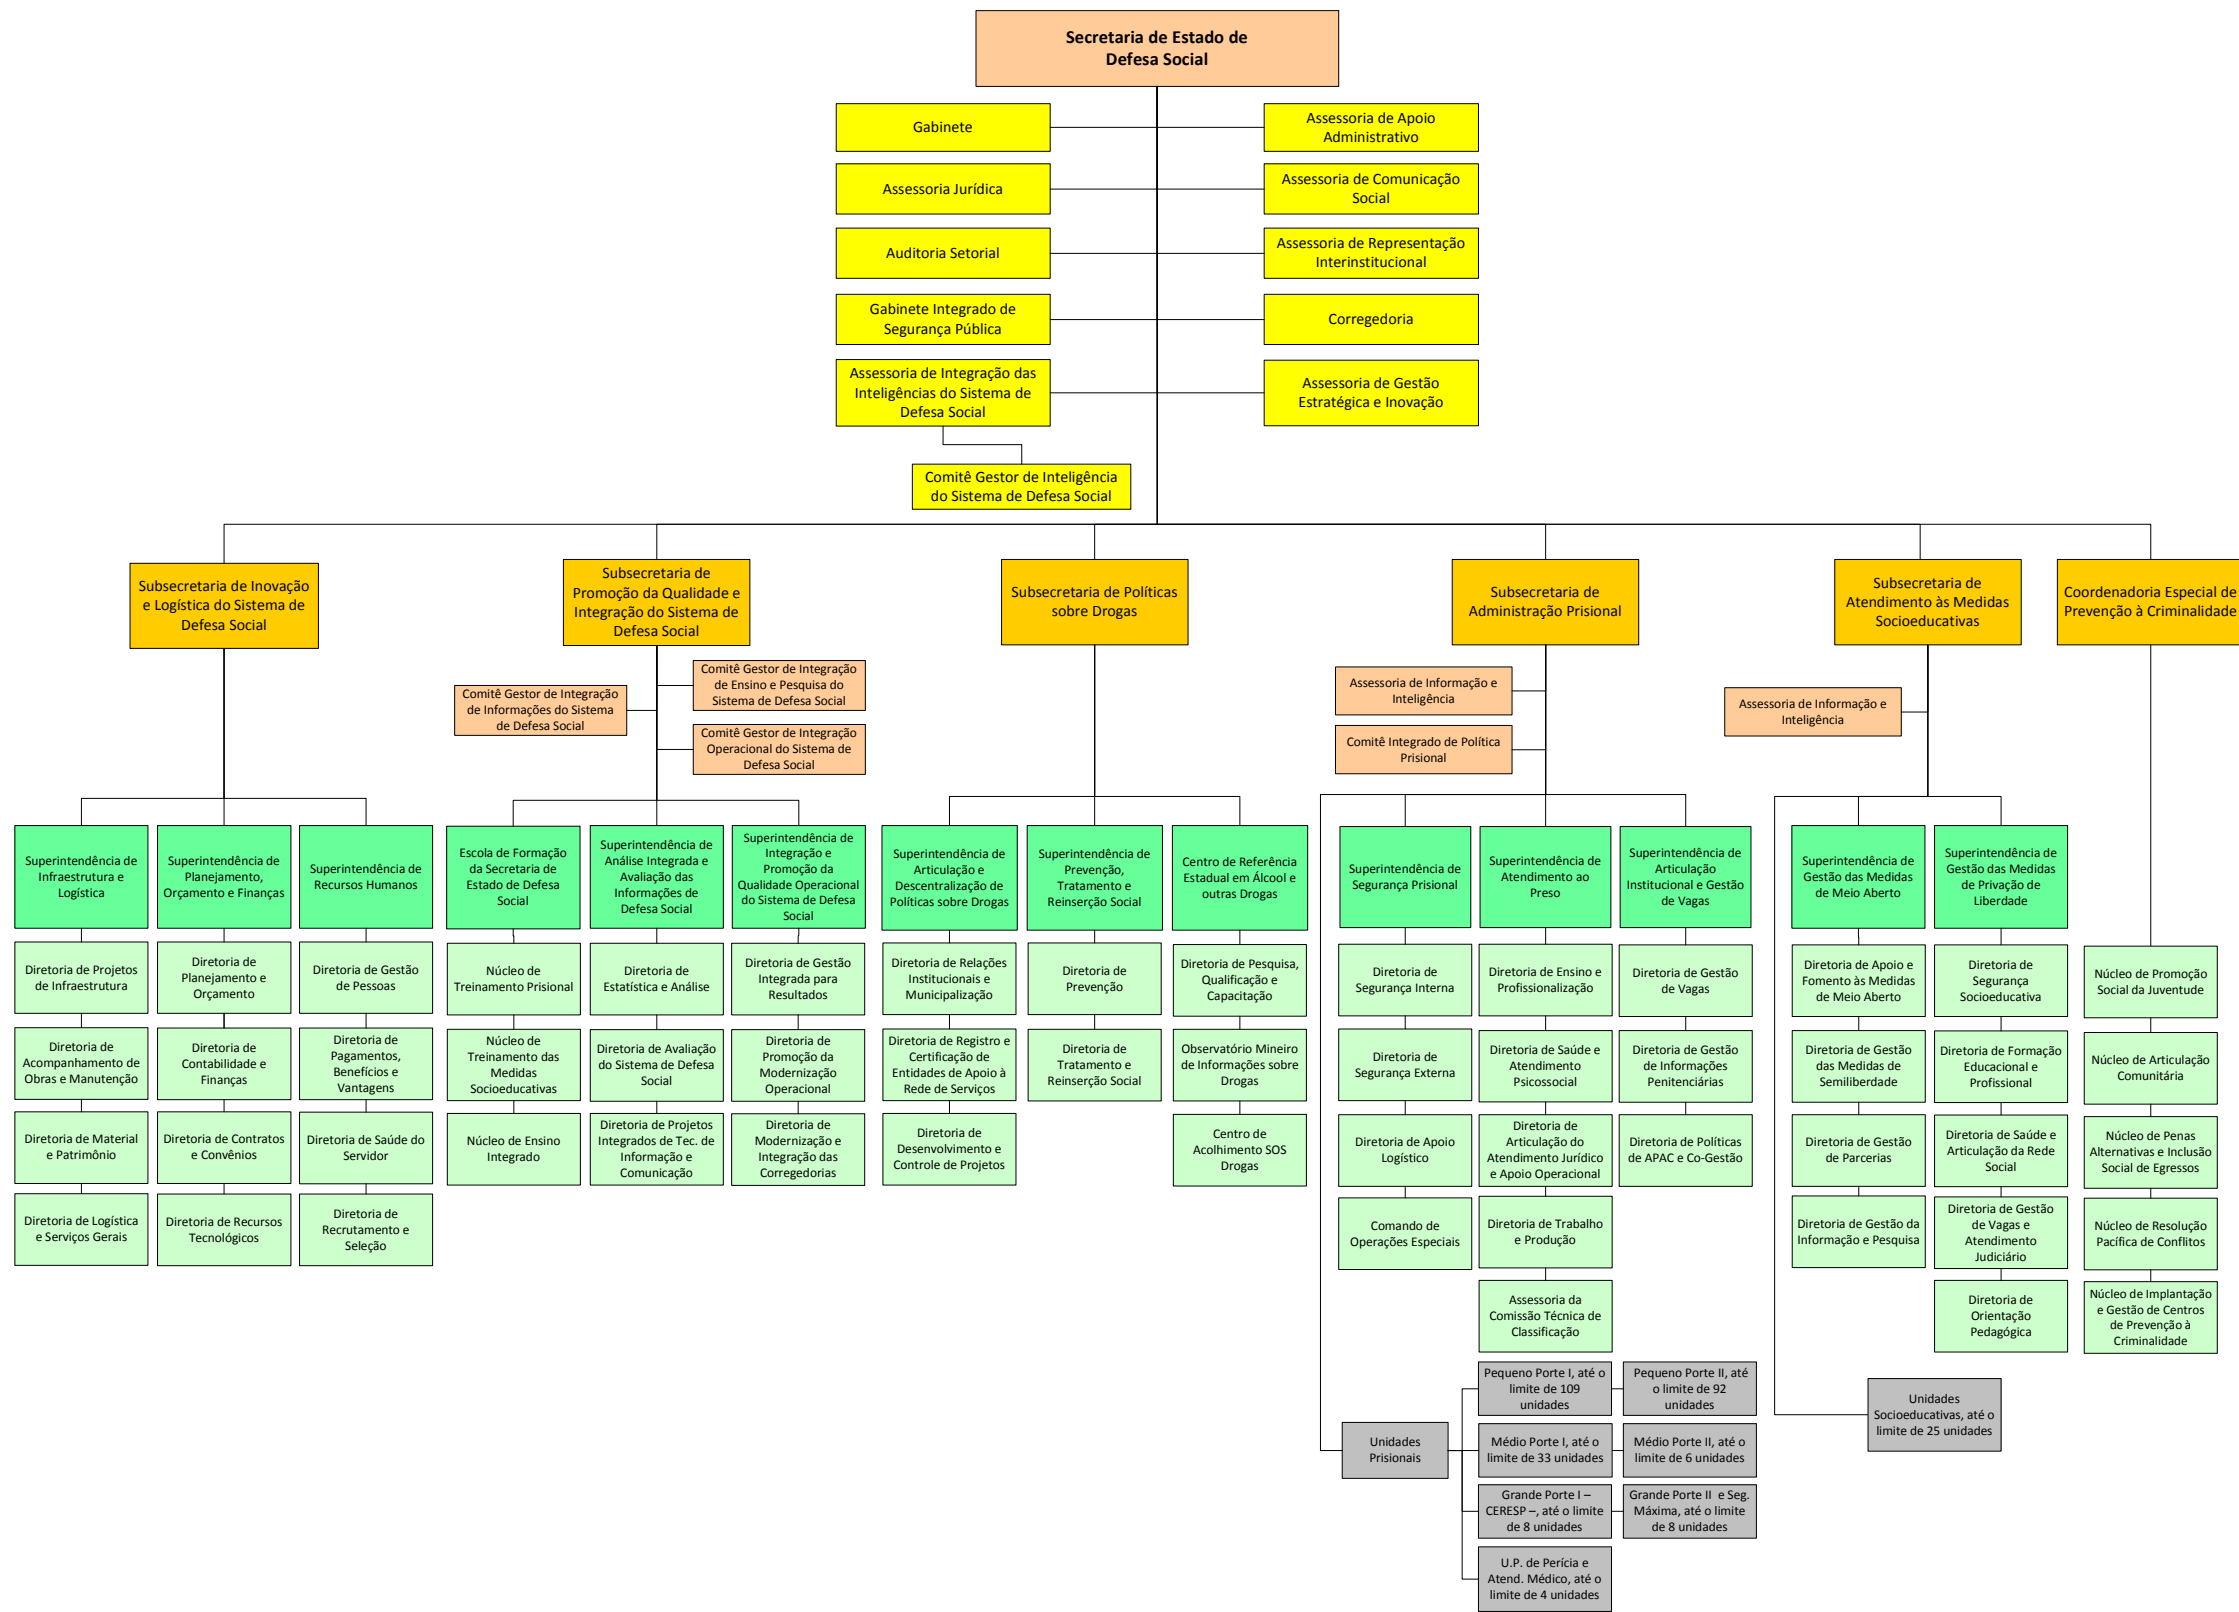 Secretaria de Estado de
Defesa Social
Gabinete
Assessoria de Apoio
Administrativo
Assessoria Jurídica
Assessoria de Comunicação
Social
Auditoria Setorial
Assessoria de Representação
Interinstitucional
Gabinete Integrado de
Segurança Pública
Corregedoria
Assessoria de Integração das
Inteligências do Sistema de
Defesa Social
Assessoria de Gestão
Estratégica e Inovação
Comitê Gestor de Inteligência
do Sistema de Defesa Social
Subsecretaria de Inovação
e Logística do Sistema de
Defesa Social
Subsecretaria de
Promoção da Qualidade e
Integração do Sistema de
Defesa Social
Subsecretaria de Políticas
sobre Drogas
Subsecretaria de
Administração Prisional
Subsecretaria de
Atendimento às Medidas
Socioeducativas
Coordenadoria Especial de
Prevenção à Criminalidade
Comitê Gestor de Integração
de Informações do Sistema
de Defesa Social
Comitê Gestor de Integração
de Ensino e Pesquisa do
Sistema de Defesa Social
Comitê Gestor de Integração
Operacional do Sistema de
Defesa Social
Assessoria de Informação e
Inteligência
Comitê Integrado de Política
Prisional
Assessoria de Informação e
Inteligência
Superintendência de
Infraestrutura e
Logística
Superintendência de
Planejamento,
Orçamento e Finanças
Superintendência de
Recursos Humanos
Escola de Formação
da Secretaria de
Estado de Defesa
Social
Superintendência de
Análise Integrada e
Avaliação das
Informações de
Defesa Social
Superintendência de
Integração e
Promoção da
Qualidade Operacional
do Sistema de Defesa
Social
Superintendência de
Articulação e
Descentralização de
Políticas sobre Drogas
Superintendência de
Prevenção,
Tratamento e
Reinserção Social
Centro de Referência
Estadual em Álcool e
outras Drogas
Superintendência de
Segurança Prisional
Superintendência de
Atendimento ao
Preso
Superintendência de
Articulação
Institucional e Gestão
de Vagas
Superintendência de
Gestão das Medidas
de Meio Aberto
Superintendência de
Gestão das Medidas
de Privação de
Liberdade
Diretoria de Projetos
de Infraestrutura
Diretoria de
Planejamento e
Orçamento
Diretoria de Gestão
de Pessoas
Núcleo de
Treinamento Prisional
Diretoria de
Estatística e Análise
Diretoria de Gestão
Integrada para
Resultados
Diretoria de Relações
Institucionais e
Municipalização
Diretoria de
Prevenção
Diretoria de Pesquisa,
Qualificação e
Capacitação
Diretoria de
Segurança Interna
Diretoria de Ensino e
Profissionalização
Diretoria de Gestão
de Vagas
Diretoria de Apoio e
Fomento às Medidas
de Meio Aberto
Diretoria de
Segurança
Socioeducativa
Núcleo de Promoção
Social da Juventude
Diretoria de
Acompanhamento de
Obras e Manutenção
Diretoria de
Contabilidade e
Finanças
Diretoria de
Pagamentos,
Benefícios e
Vantagens
Núcleo de
Treinamento das
Medidas
Socioeducativas
Diretoria de Avaliação
do Sistema de Defesa
Social
Diretoria de
Promoção da
Modernização
Operacional
Diretoria de Registro e
Certificação de
Entidades de Apoio à
Rede de Serviços
Diretoria de
Tratamento e
Reinserção Social
Observatório Mineiro
de Informações sobre
Drogas
Diretoria de
Segurança Externa
Diretoria de Saúde e
Atendimento
Psicossocial
Diretoria de Gestão
de Informações
Penitenciárias
Diretoria de Gestão
das Medidas de
Semiliberdade
Diretoria de Formação
Educacional e
Profissional
Núcleo de Articulação
Comunitária
Diretoria de Material
e Patrimônio
Diretoria de Contratos
e Convênios
Diretoria de Saúde do
Servidor
Núcleo de Ensino
Integrado
Diretoria de Projetos
Integrados de Tec. de
Informação e
Comunicação
Diretoria de
Modernização e
Integração das
Corregedorias
Diretoria de
Desenvolvimento e
Controle de Projetos
Centro de
Acolhimento SOS
Drogas
Diretoria de Apoio
Logístico
Diretoria de
Articulação do
Atendimento Jurídico
e Apoio Operacional
Diretoria de Políticas
de APAC e Co-Gestão
Diretoria de Gestão
de Parcerias
Diretoria de Saúde e
Articulação da Rede
Social
Núcleo de Penas
Alternativas e Inclusão
Social de Egressos
Diretoria de Logística
e Serviços Gerais
Diretoria de Recursos
Tecnológicos
Diretoria de
Recrutamento e
Seleção
Comando de
Operações Especiais
Diretoria de Trabalho
e Produção
Diretoria de Gestão da
Informação e Pesquisa
Diretoria de Gestão
de Vagas e
Atendimento
Judiciário
Núcleo de Resolução
Pacífica de Conflitos
Assessoria da
Comissão Técnica de
Classificação
Diretoria de
Orientação
Pedagógica
Núcleo de Implantação
e Gestão de Centros
de Prevenção à
Criminalidade
Pequeno Porte I, até o
limite de 109
unidades
Pequeno Porte II, até
o limite de 92
unidades
Unidades
Socioeducativas, até o
limite de 25 unidades
Unidades
Prisionais
Médio Porte I, até o
limite de 33 unidades
Médio Porte II, até o
limite de 6 unidades
Grande Porte I –
CERESP –, até o limite
de 8 unidades
Grande Porte II e Seg.
Máxima, até o limite
de 8 unidades
U.P. de Perícia e
Atend. Médico, até o
limite de 4 unidades